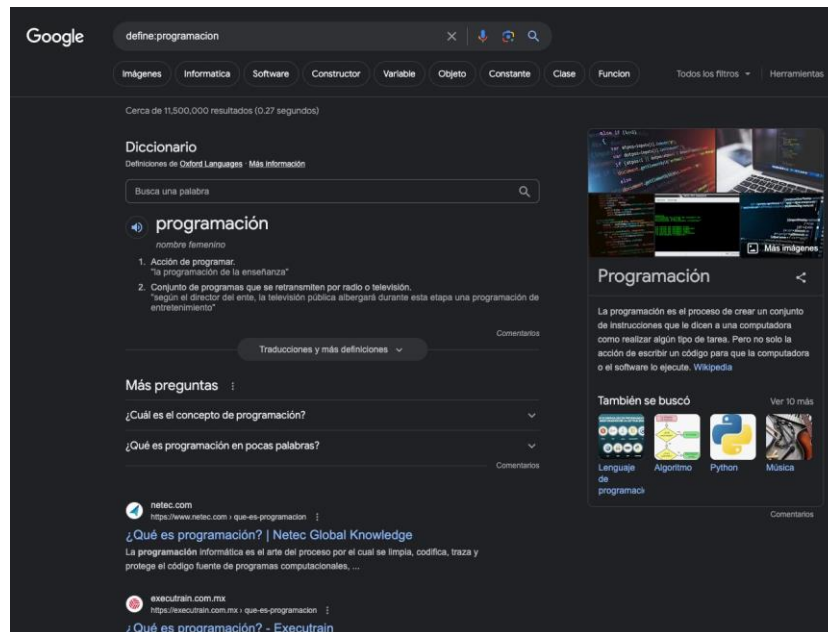 Google
define:programacion
Imágenes
Informatica
Software
Constructor
Variable
Objeto
Constante
Clase
Funcion
Todos los filtros
Herramientas
Cerca de 11,500,000 resultados (0.27 segundos)
Diccionario
Definiciones de Oxford Languages · Más información
Busca una palabra
programación
nombre femenino
1. Acción de programar.
"la programación de la enseñanza"
2. Conjunto de programas que se retransmiten por radio o televisión.
"según el director del ente, la televisión pública albergará durante esta etapa una programación de
entretenimiento"
Comentarios
Traducciones y más definiciones
Más preguntas
¿Cuál es el concepto de programación?
¿Qué es programación en pocas palabras?
Comentarios
netec.com
https://www.netec.com › que-es-programacion
¿Qué es programación? | Netec Global Knowledge
La programación informática es el arte del proceso por el cual se limpia, codifica, traza y
protege el código fuente de programas computacionales, ...
executrain.com.mx
https://executrain.com.mx › que-es-programacion
¿Qué es programación? - Executrain
Más imágenes
Programación
La programación es el proceso de crear un conjunto
de instrucciones que le dicen a una computadora
como realizar algún tipo de tarea. Pero no solo la
acción de escribir un código para que la computadora
o el software lo ejecute. Wikipedia
También se buscó
Ver 10 más
Lenguaje
de
programaci
Algoritmo
Python
Música
Comentarios